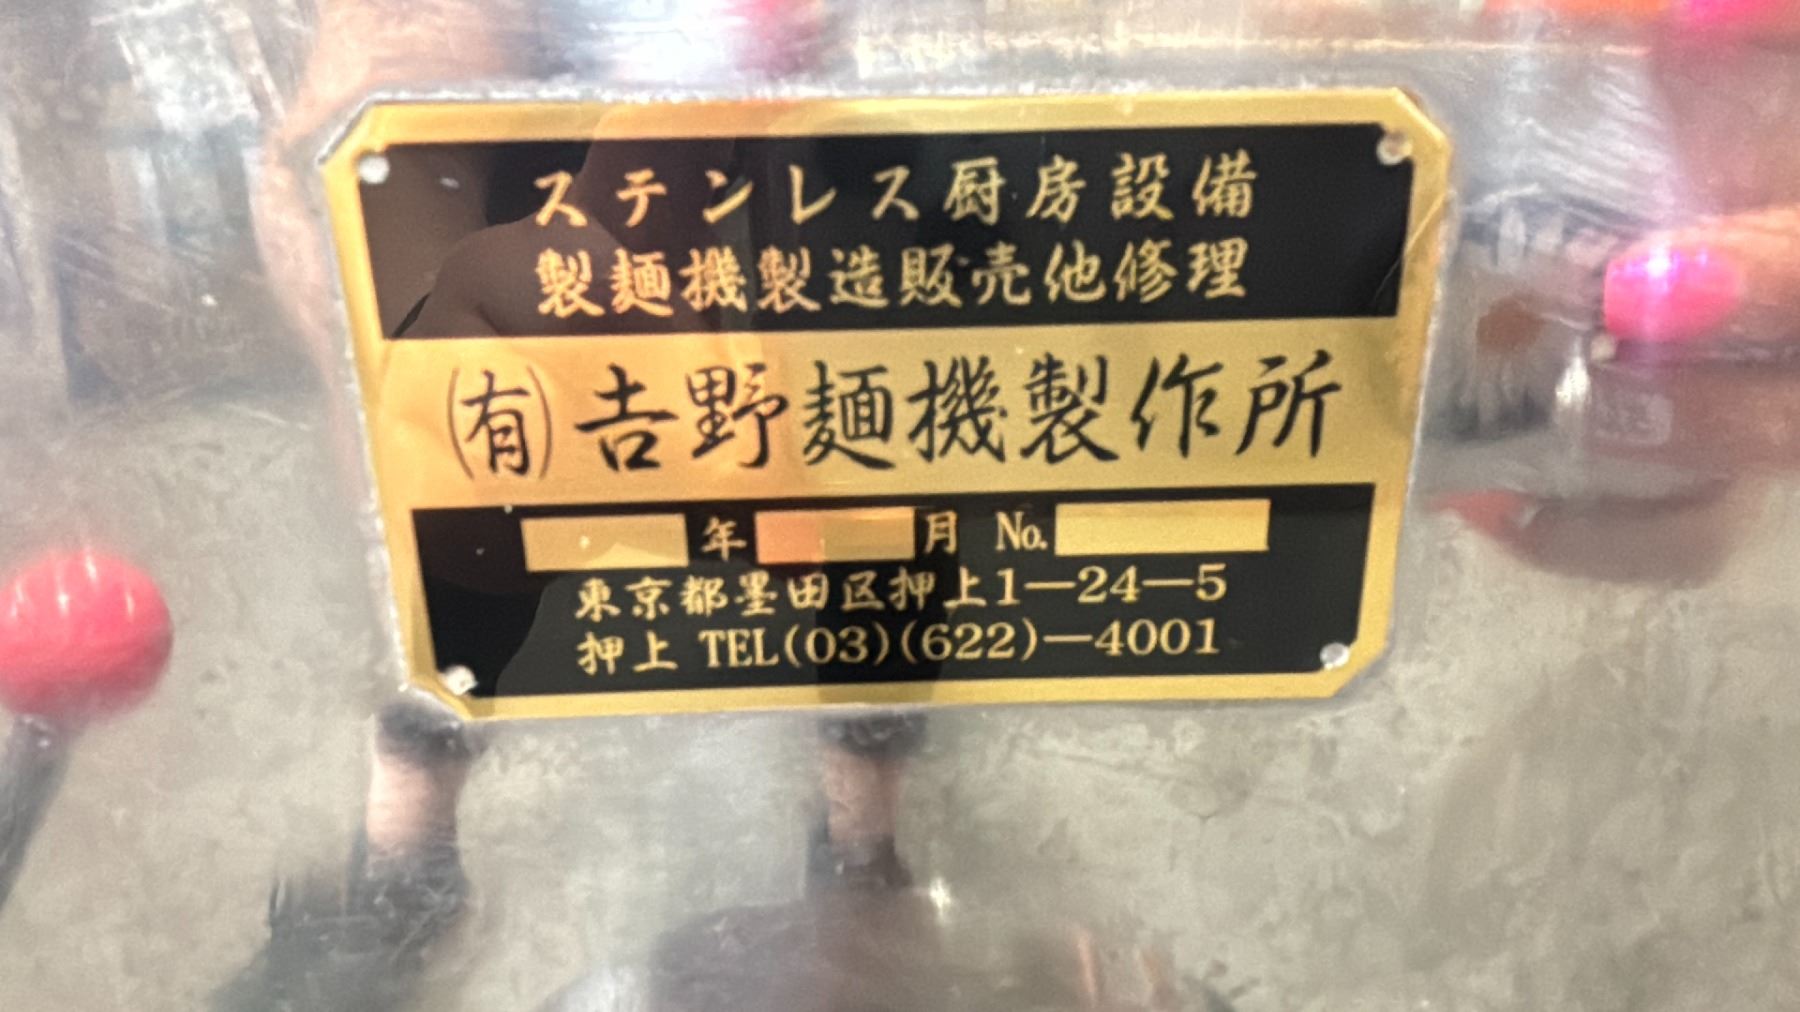 ステンレス厨房設備
製麺機製造販売他修理
㈲𠮷野麺機製作所
年 月 No.
東京都墨田区押上1―24―5
押上 TEL(03)(622)―4001